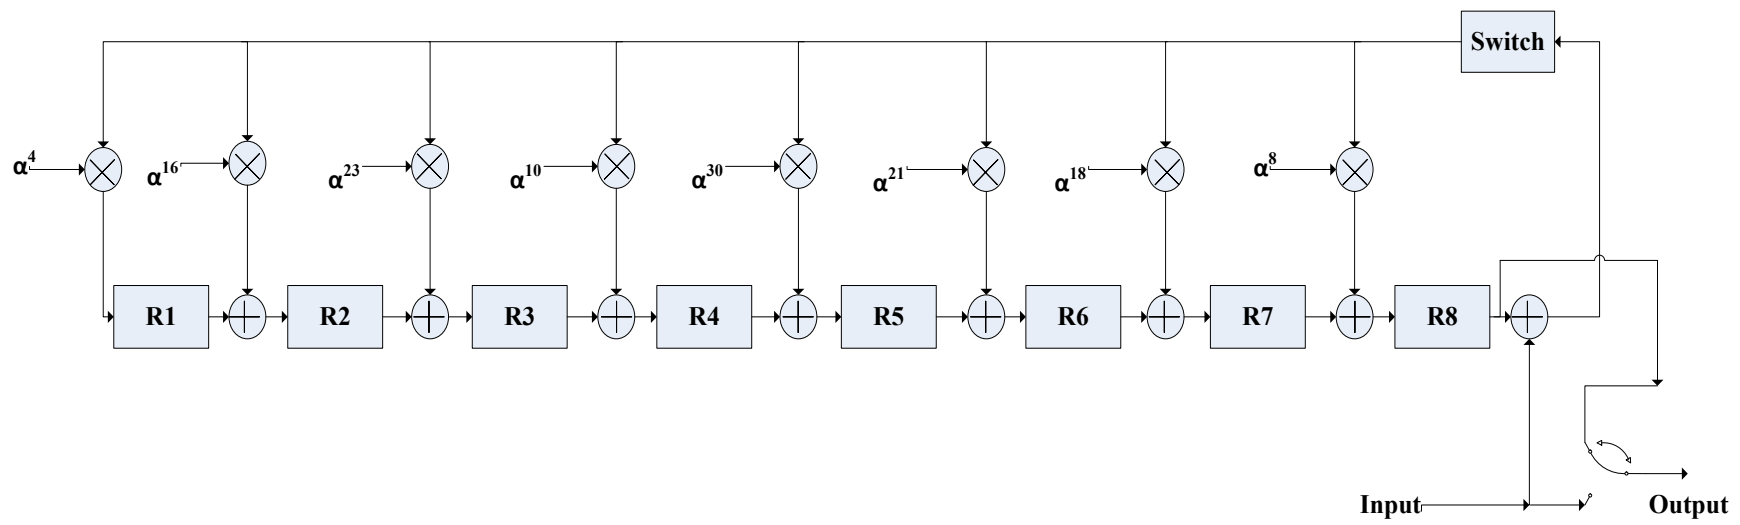 Switch
α⁴
α¹⁶
α²³
α¹⁰
α³⁰
α²¹
α¹⁸
α⁸
R1
R2
R3
R4
R5
R6
R7
R8
Input
Output